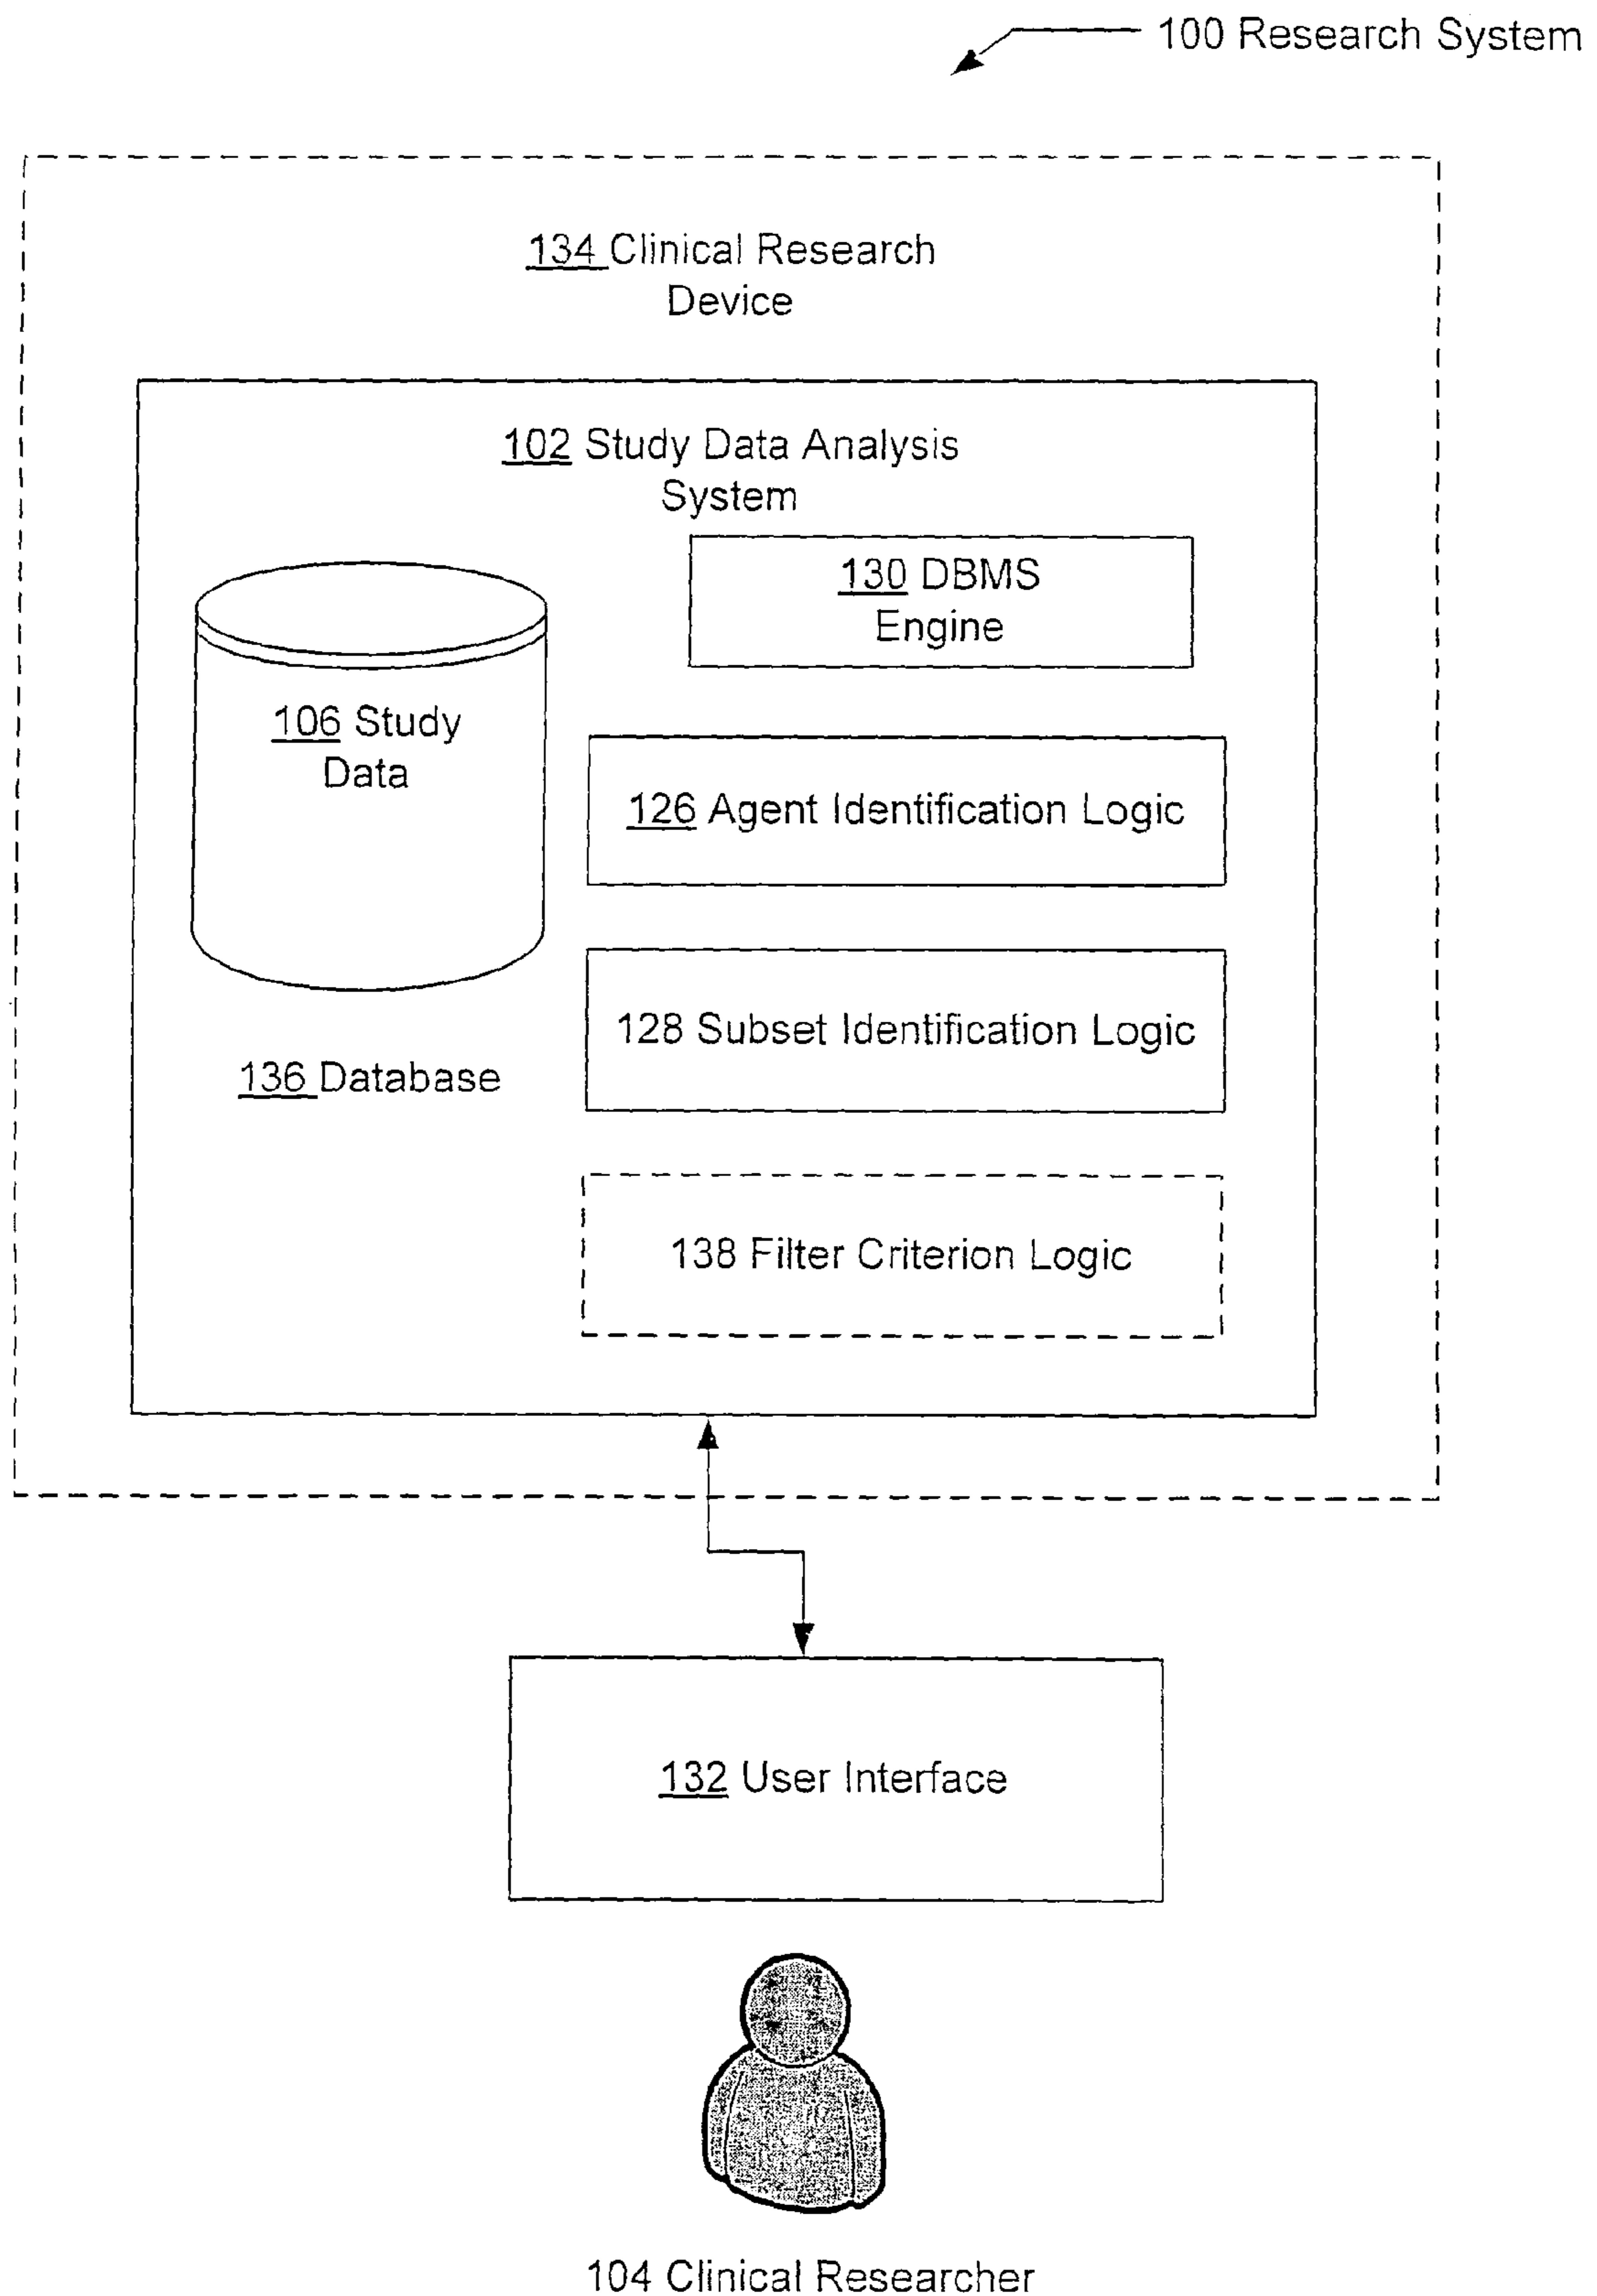 100 Research System
134 Clinical Research
Device
102 Study Data Analysis
System
130 DBMS
Engine
106 Study
Data
126 Agent Identification Logic
128 Subset Identification Logic
136 Database
138 Filter Criterion Logic
132 User Interface
104 Clinical Researcher